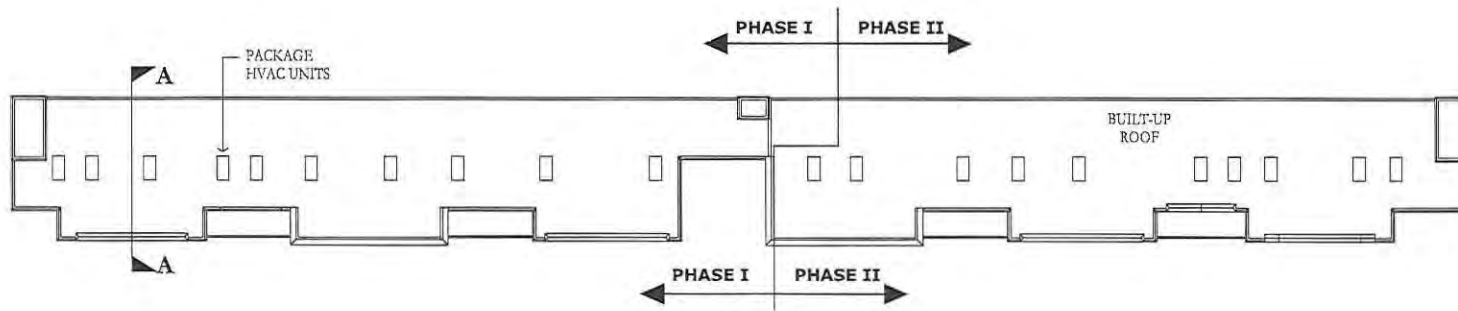 PHASE I PHASE II
PACKAGE
HVAC UNITS
A
BUILT-UP
ROOF
A
PHASE I PHASE II